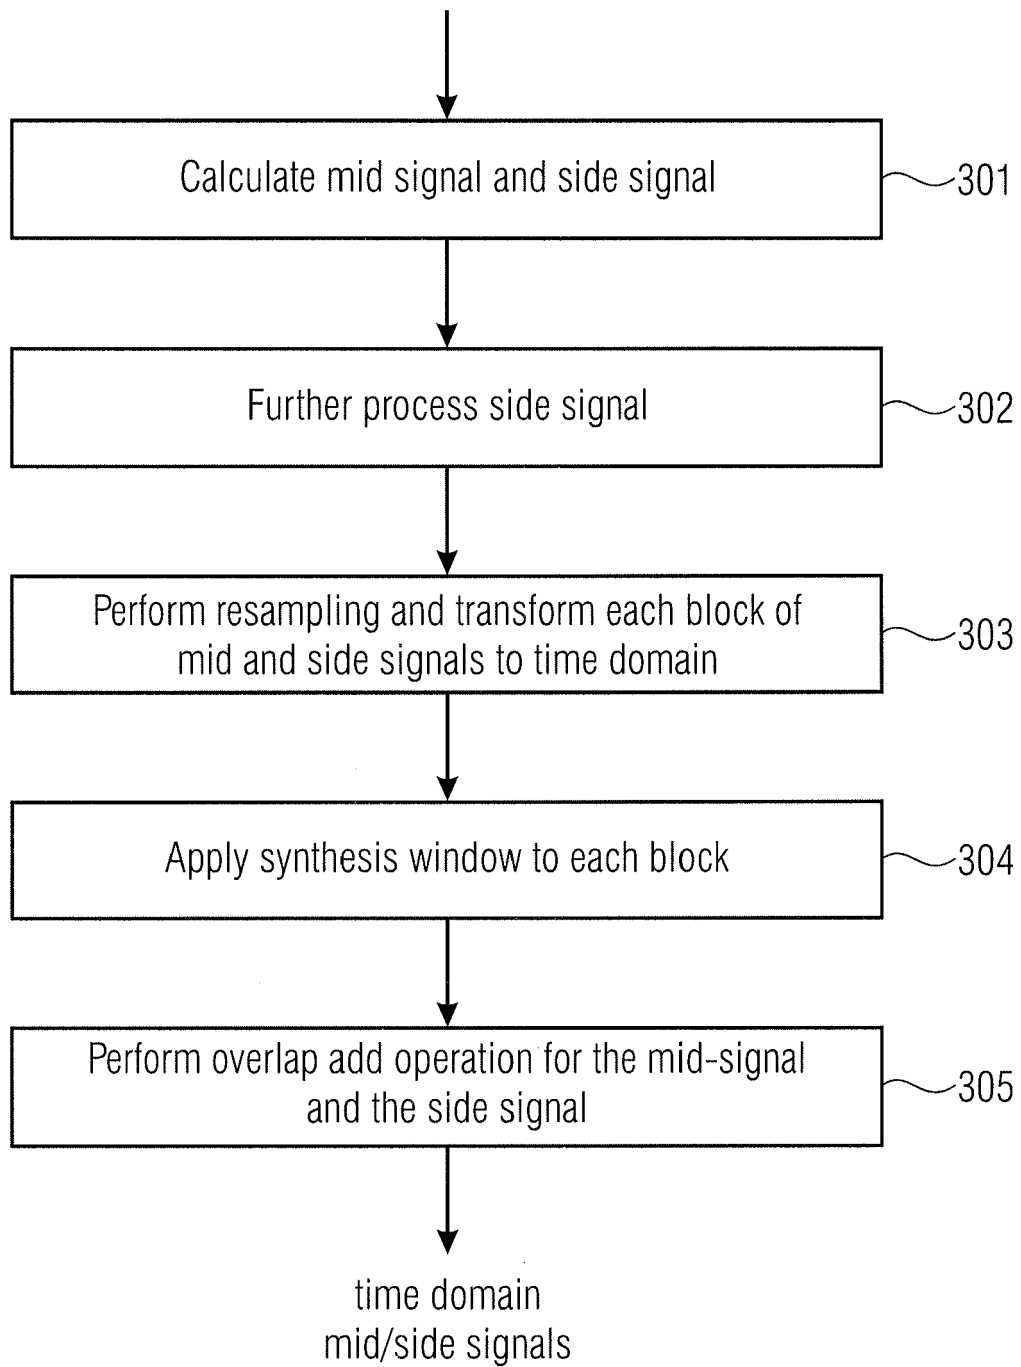 Calculate mid signal and side signal
301
Further process side signal
302
Perform resampling and transform each block of
mid and side signals to time domain
303
Apply synthesis window to each block
304
Perform overlap add operation for the mid-signal
and the side signal
305
time domain
mid/side signals